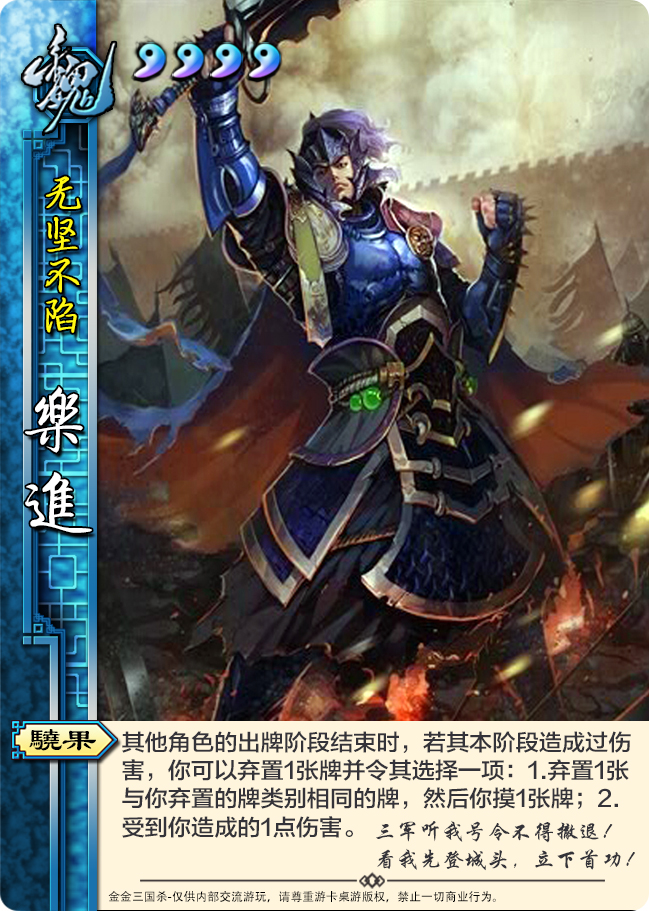 魏
无坚不陷
樂進
驍果
其他角色的出牌阶段结束时，若其本阶段造成过伤
害，你可以弃置1张牌并令其选择一项：1.弃置1张
与你弃置的牌类别相同的牌，然后你摸1张牌；2.
受到你造成的1点伤害。
三军听我号令不得撤退！
看我先登城头，立下首功！
金金三国杀-仅供内部交流游玩，请尊重游卡桌游版权，禁止一切商业行为。